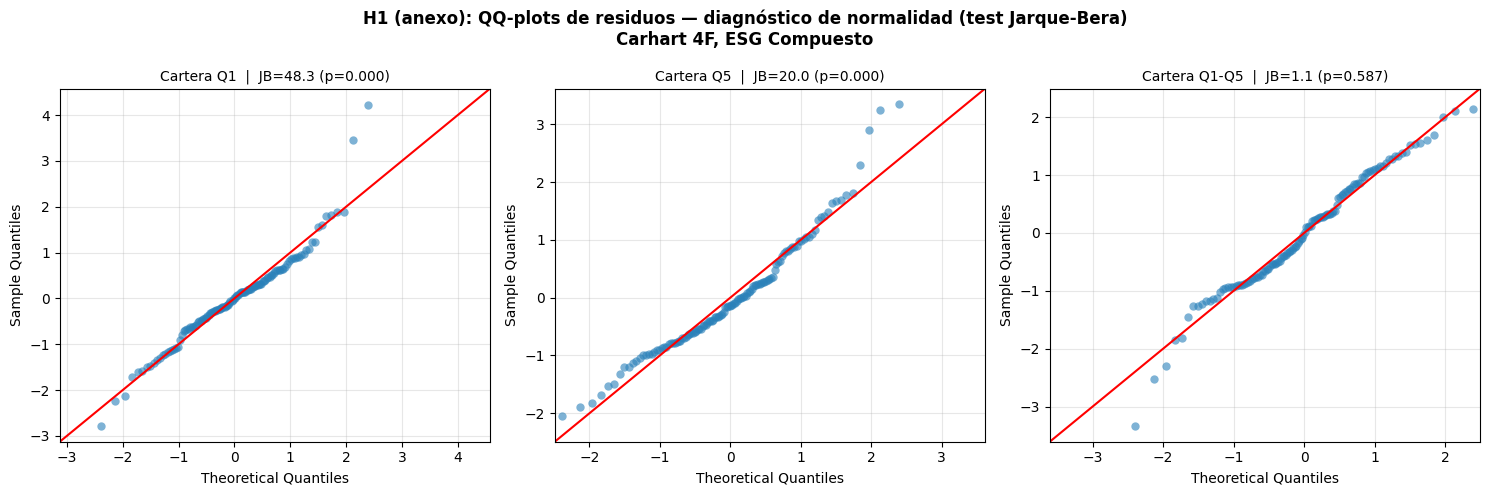 H1 (anexo): QQ-plots de residuos — diagnóstico de normalidad (test Jarque-Bera)
Carhart 4F, ESG Compuesto
Cartera Q1 | JB=48.3 (p=0.000)
Sample Quantiles
4
3
2
1
0
−1
−2
−3
−3 −2 −1 0 1 2 3 4
Theoretical Quantiles
Cartera Q5 | JB=20.0 (p=0.000)
Sample Quantiles
3
2
1
0
−1
−2
−2 −1 0 1 2 3
Theoretical Quantiles
Cartera Q1-Q5 | JB=1.1 (p=0.587)
Sample Quantiles
2
1
0
−1
−2
−3
−3 −2 −1 0 1 2
Theoretical Quantiles